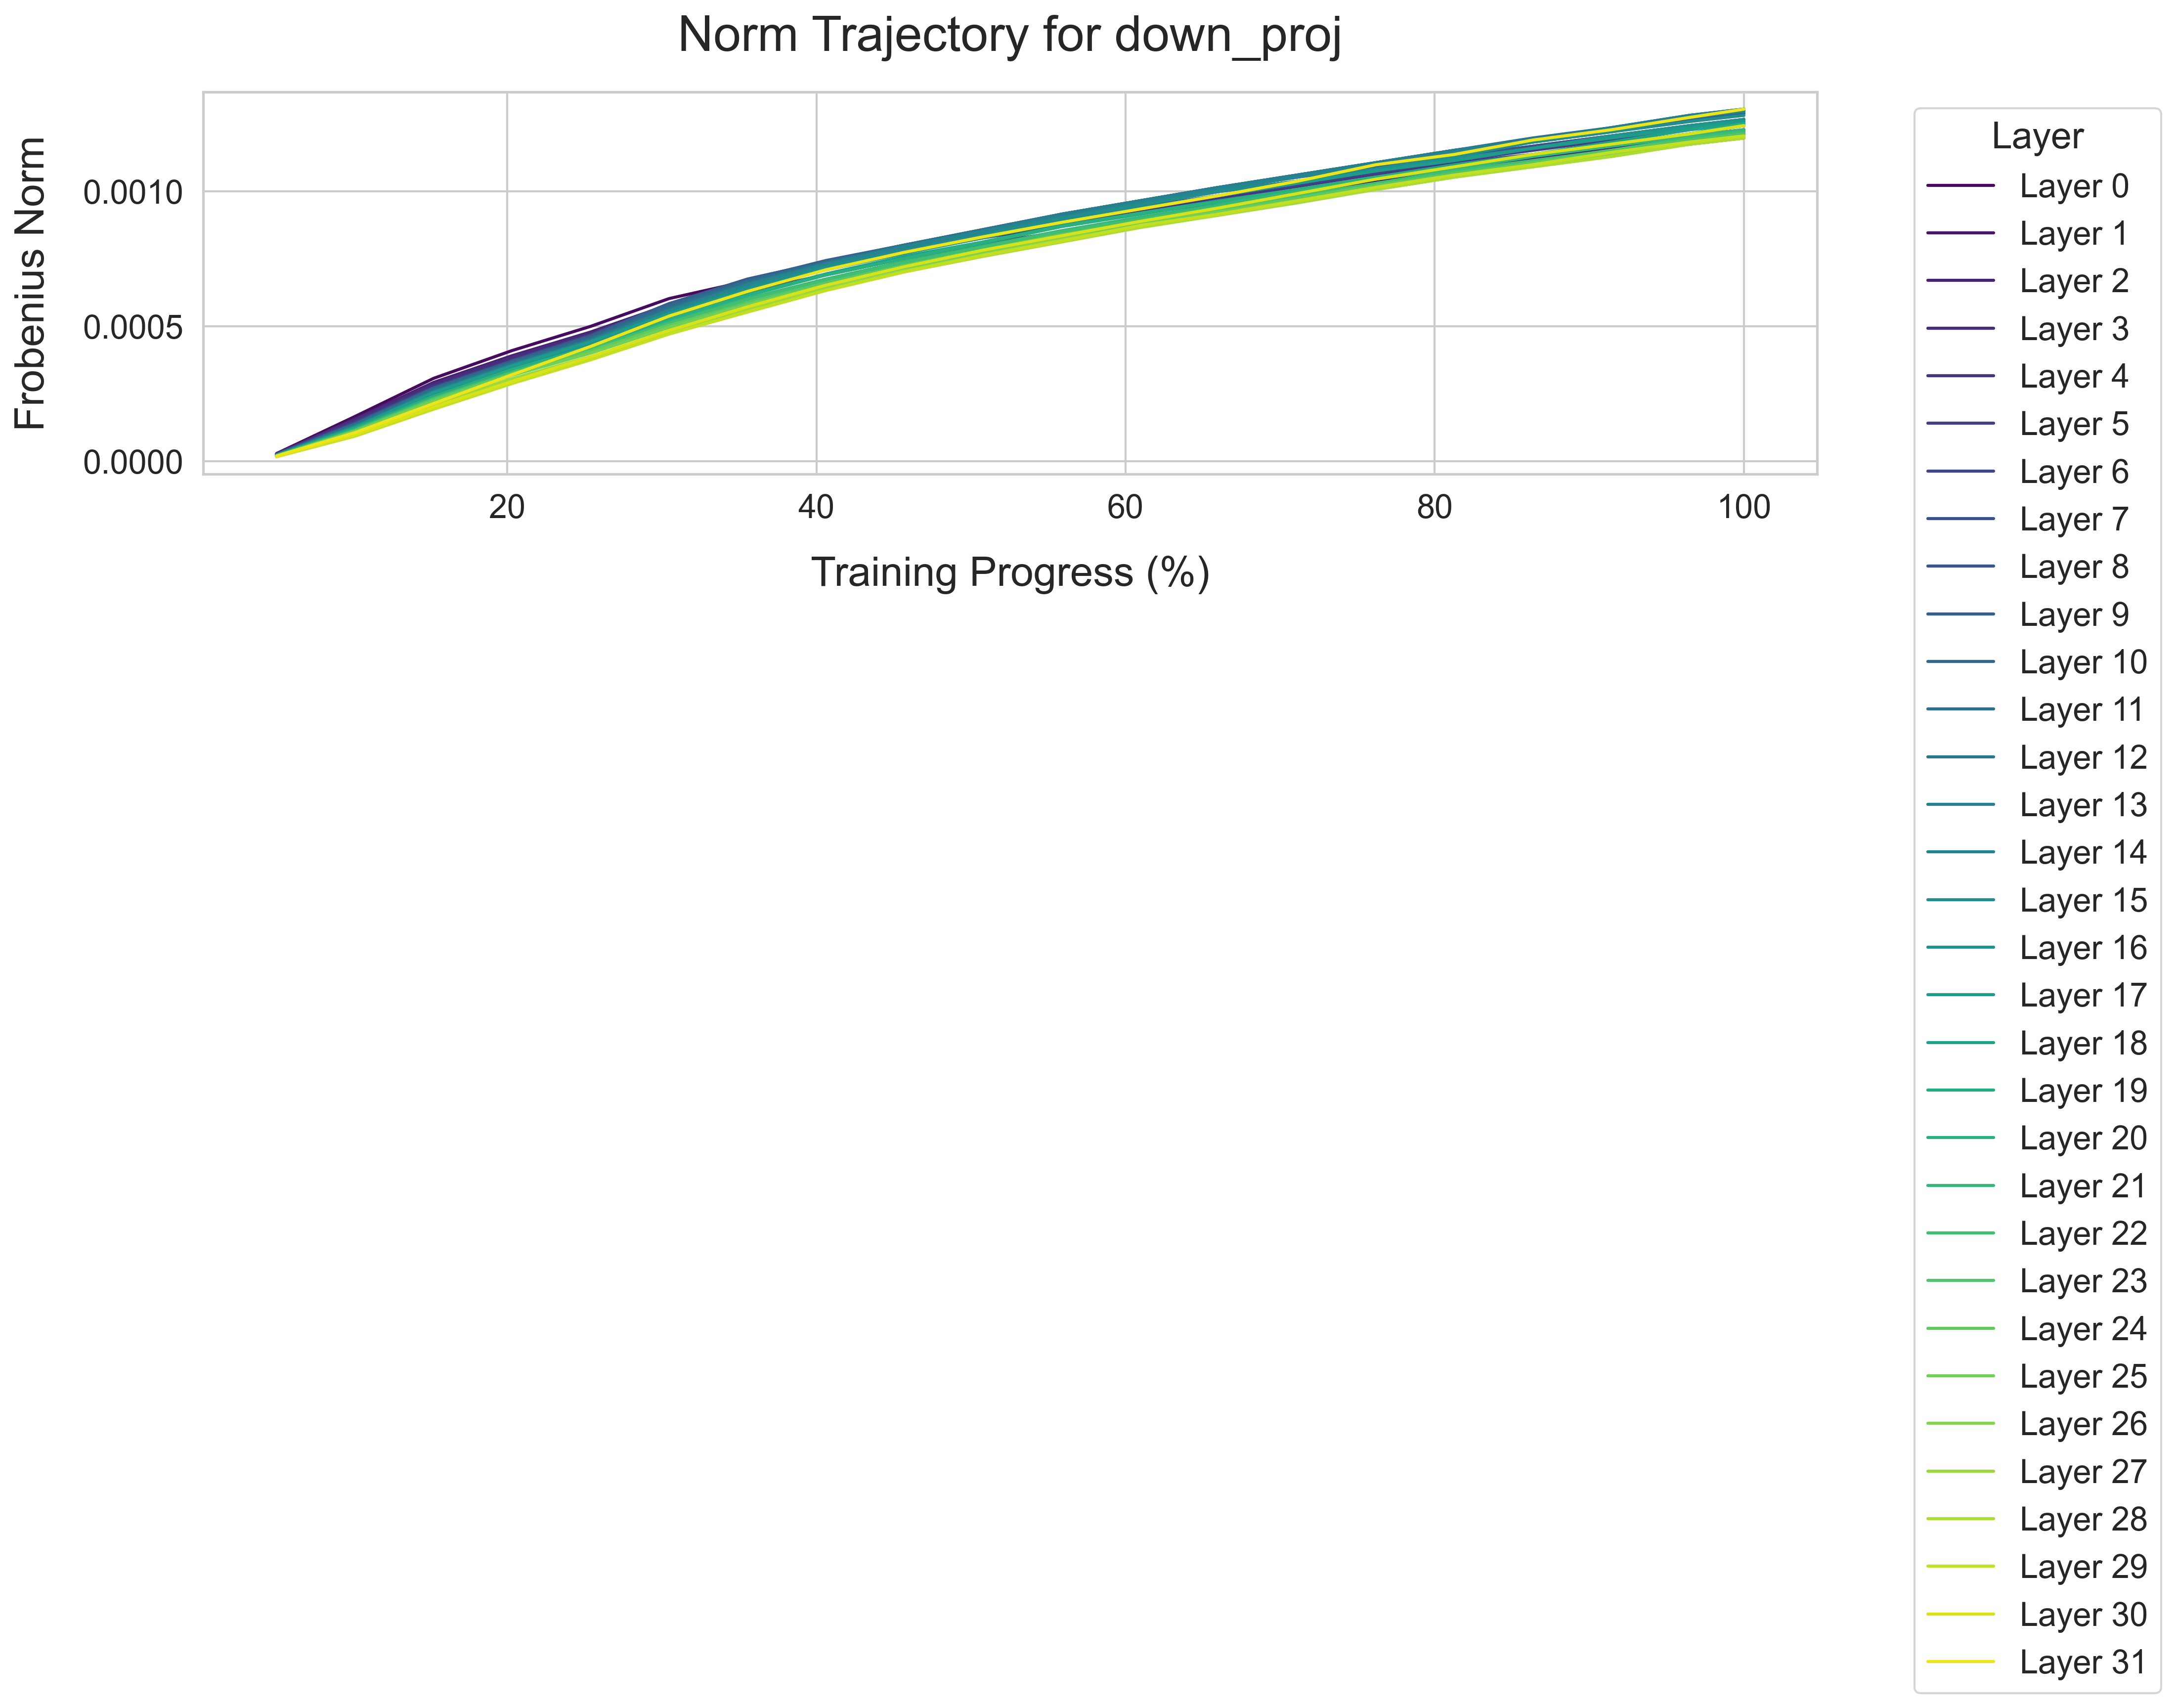 Norm Trajectory for down_proj
Frobenius Norm
0.0010
0.0005
0.0000
20
40
60
80
100
Training Progress (%)
Layer
Layer 0
Layer 1
Layer 2
Layer 3
Layer 4
Layer 5
Layer 6
Layer 7
Layer 8
Layer 9
Layer 10
Layer 11
Layer 12
Layer 13
Layer 14
Layer 15
Layer 16
Layer 17
Layer 18
Layer 19
Layer 20
Layer 21
Layer 22
Layer 23
Layer 24
Layer 25
Layer 26
Layer 27
Layer 28
Layer 29
Layer 30
Layer 31